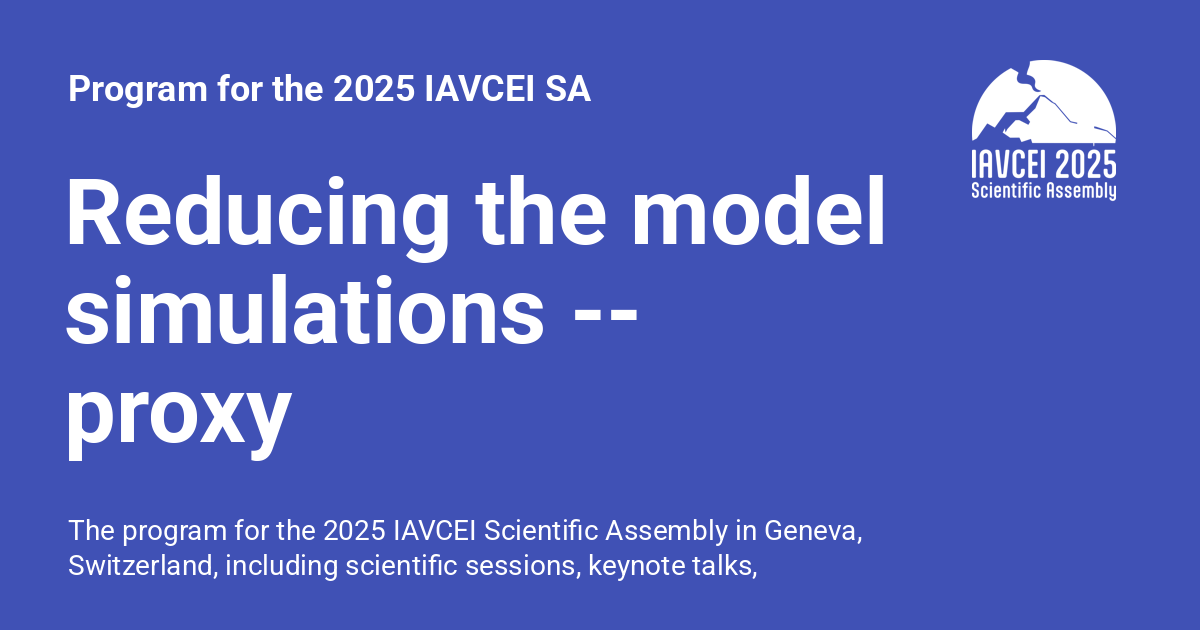 Program for the 2025 IAVCEI SA
IAVCEI 2025
Scientific Assembly
Reducing the model
simulations --
proxy
The program for the 2025 IAVCEI Scientific Assembly in Geneva,
Switzerland, including scientific sessions, keynote talks,